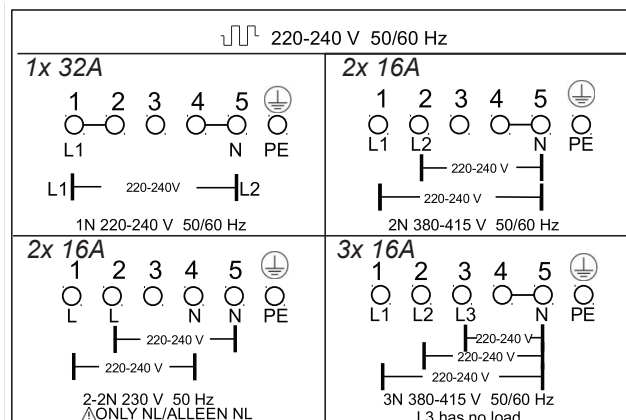 220-240 V 50/60 Hz
1x 32A
1 2 3 4 5
L1 N PE
L1 220-240V L2
1N 220-240 V 50/60 Hz
2x 16A
1 2 3 4 5
L1 L2 N PE
220-240 V
220-240 V
2N 380-415 V 50/60 Hz
2x 16A
1 2 3 4 5
L L N N PE
220-240 V
220-240 V
2-2N 230 V 50 Hz
⚠ONLY NL/ALLEEN NL
3x 16A
1 2 3 4 5
L1 L2 L3 N PE
220-240 V
220-240 V
220-240 V
3N 380-415 V 50/60 Hz
L3 has no load